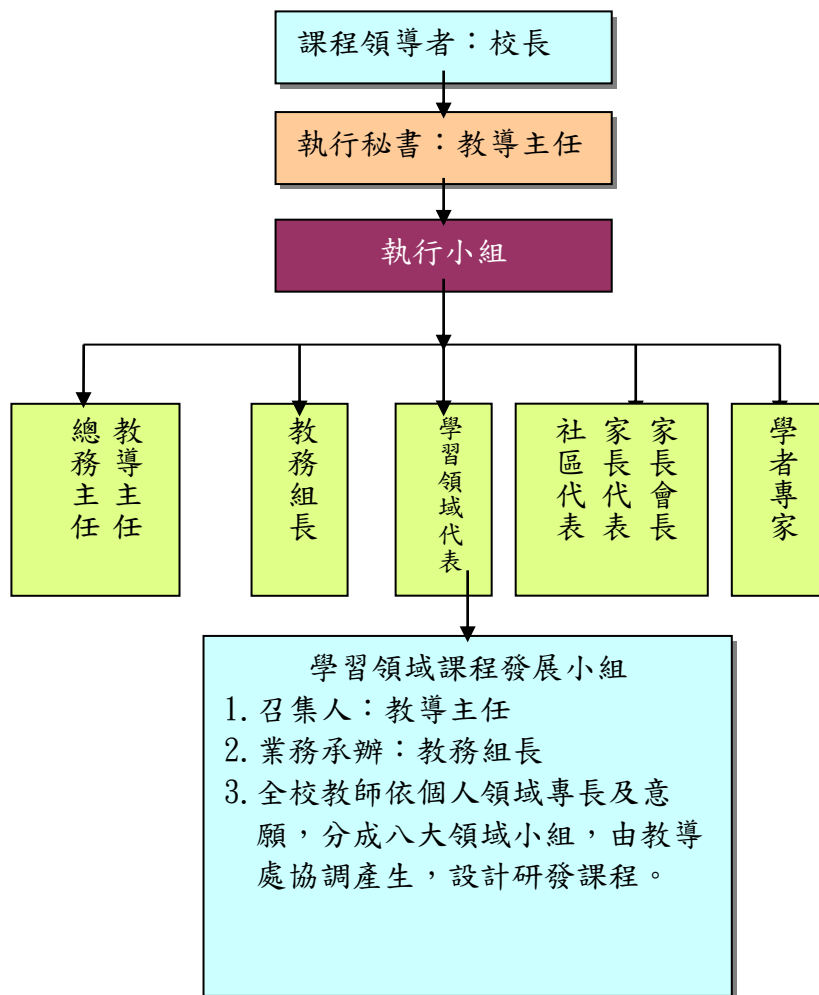 課程領導者：校長
執行秘書：教導主任
執行小組
教導主任
總務主任
教務組長
學習領域代表
家長會長
家長代表
社區代表
學者專家
學習領域課程發展小組
1. 召集人：教導主任
2. 業務承辦：教務組長
3. 全校教師依個人領域專長及意
願，分成八大領域小組，由教導
處協調產生，設計研發課程。